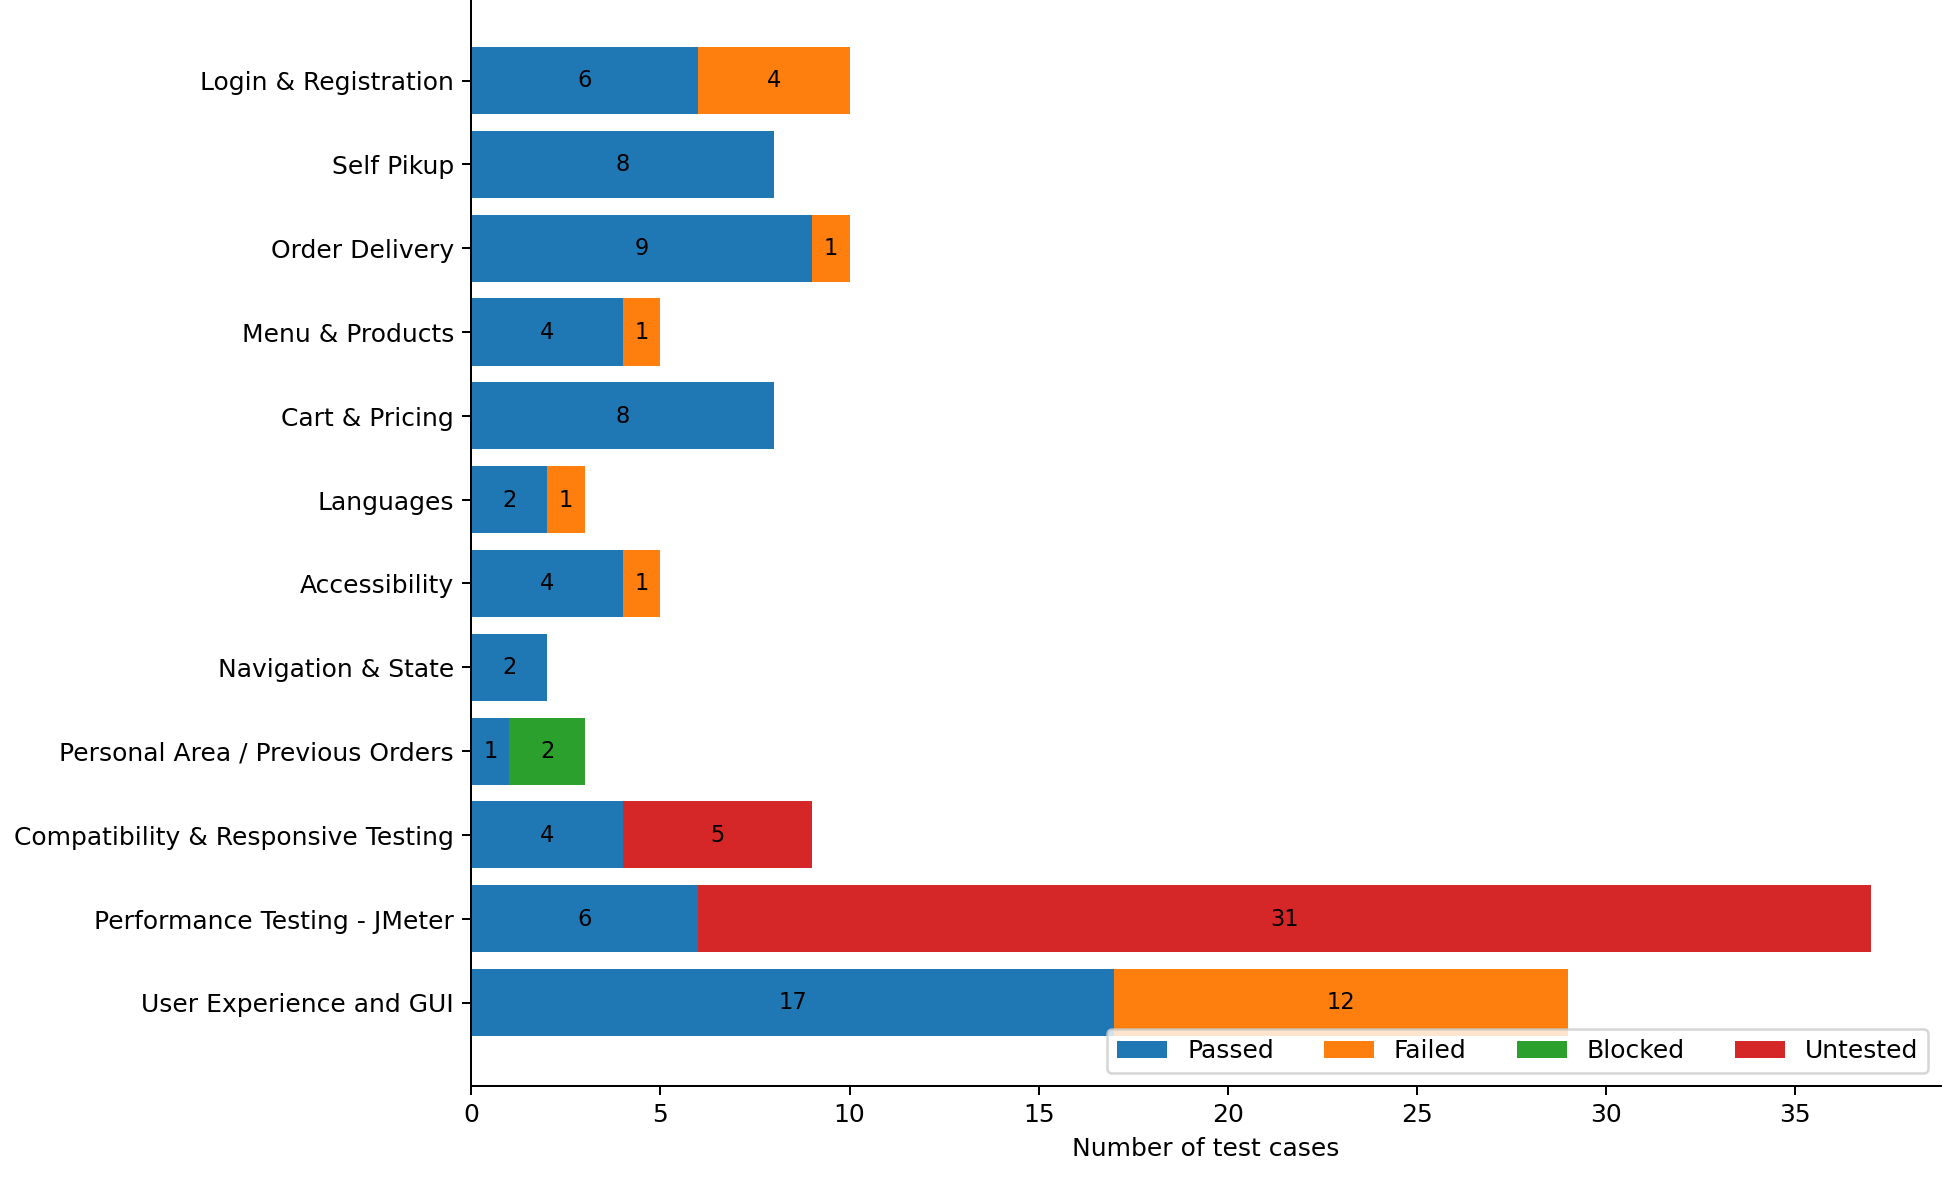 Login & Registration 6 4
Self Pikup 8
Order Delivery 9 1
Menu & Products 4 1
Cart & Pricing 8
Languages 2 1
Accessibility 4 1
Navigation & State 2
Personal Area / Previous Orders 1 2
Compatibility & Responsive Testing 4 5
Performance Testing - JMeter 6 31
User Experience and GUI 17 12
Passed Failed Blocked Untested
0 5 10 15 20 25 30 35
Number of test cases